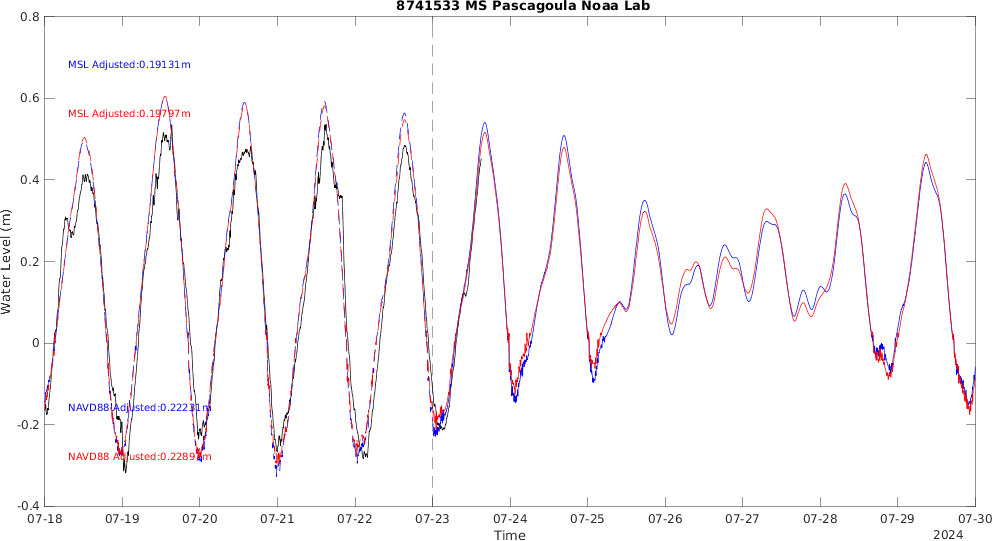 8741533 MS Pascagoula Noaa Lab
0.8
MSL Adjusted:0.19131m
0.6
MSL Adjusted:0.19797m
0.4
0.2
Water Level (m)
0
NAVD88 Adjusted:0.22231m
-0.2
NAVD88 Adjusted:0.2289 m
-0.4
07-18 07-19 07-20 07-21 07-22 07-23 07-24 07-25 07-26 07-27 07-28 07-29 07-30
Time
2024